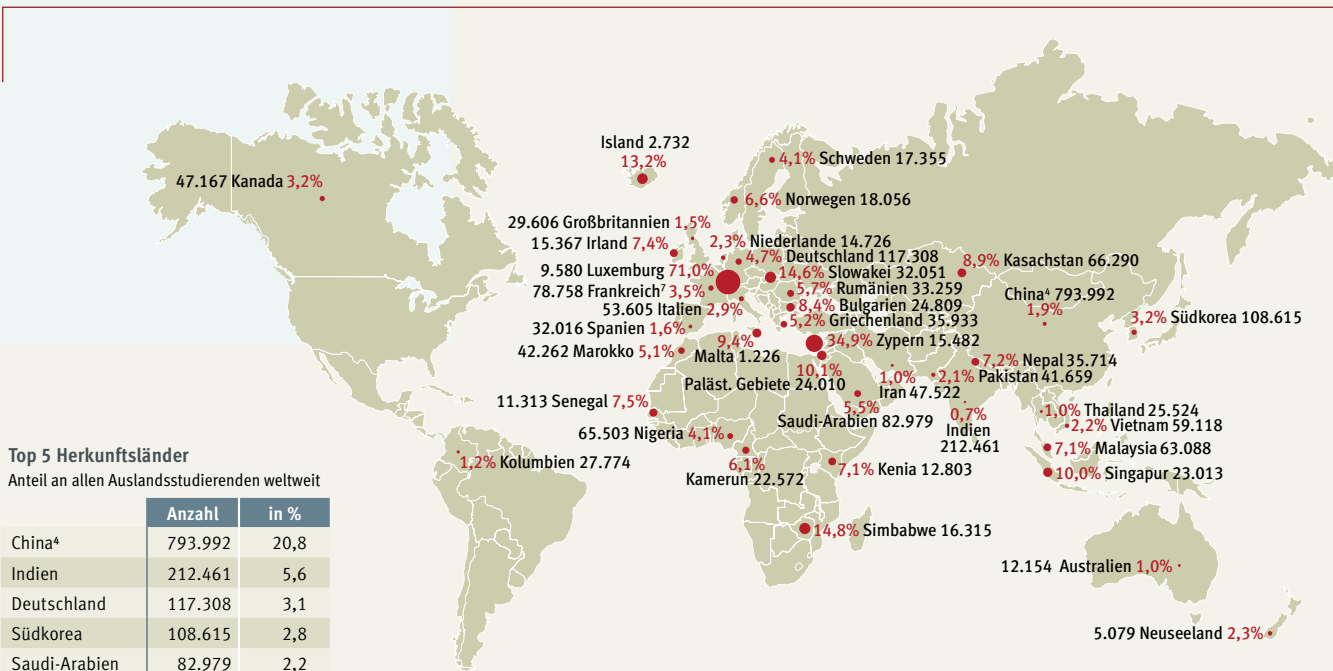 Island 2.732
13,2%
4,1% Schweden 17.355
47.167 Kanada 3,2%
6,6% Norwegen 18.056
29.606 Großbritannien 1,5%
15.367 Irland 7,4%
2,3% Niederlande 14.726
4,7% Deutschland 117.308
9.580 Luxemburg 71,0%
14,6% Slowakei 32.051
8,9% Kasachstan 66.290
78.758 Frankreich⁷ 3,5%
5,7% Rumänien 33.259
China⁴ 793.992
1,9%
53.605 Italien 2,9%
8,4% Bulgarien 24.809
3,2% Südkorea 108.615
32.016 Spanien 1,6%
5,2% Griechenland 35.933
34,9% Zypern 15.482
42.262 Marokko 5,1%
9,4%
Malta 1.226
7,2% Nepal 35.714
10,1%
Paläst. Gebiete 24.010
1,0%
Iran 47.522
2,1% Pakistan 41.659
11.313 Senegal 7,5%
5,5%
Saudi-Arabien 82.979
0,7%
Indien
212.461
1,0% Thailand 25.524
2,2% Vietnam 59.118
65.503 Nigeria 4,1%
7,1% Malaysia 63.088
1,2% Kolumbien 27.774
6,1%
Kamerun 22.572
7,1% Kenia 12.803
10,0% Singapur 23.013
14,8% Simbabwe 16.315
12.154 Australien 1,0%
5.079 Neuseeland 2,3%
Top 5 Herkunftsländer
Anteil an allen Auslandsstudierenden weltweit
Anzahl in %
China⁴ 793.992 20,8
Indien 212.461 5,6
Deutschland 117.308 3,1
Südkorea 108.615 2,8
Saudi-Arabien 82.979 2,2